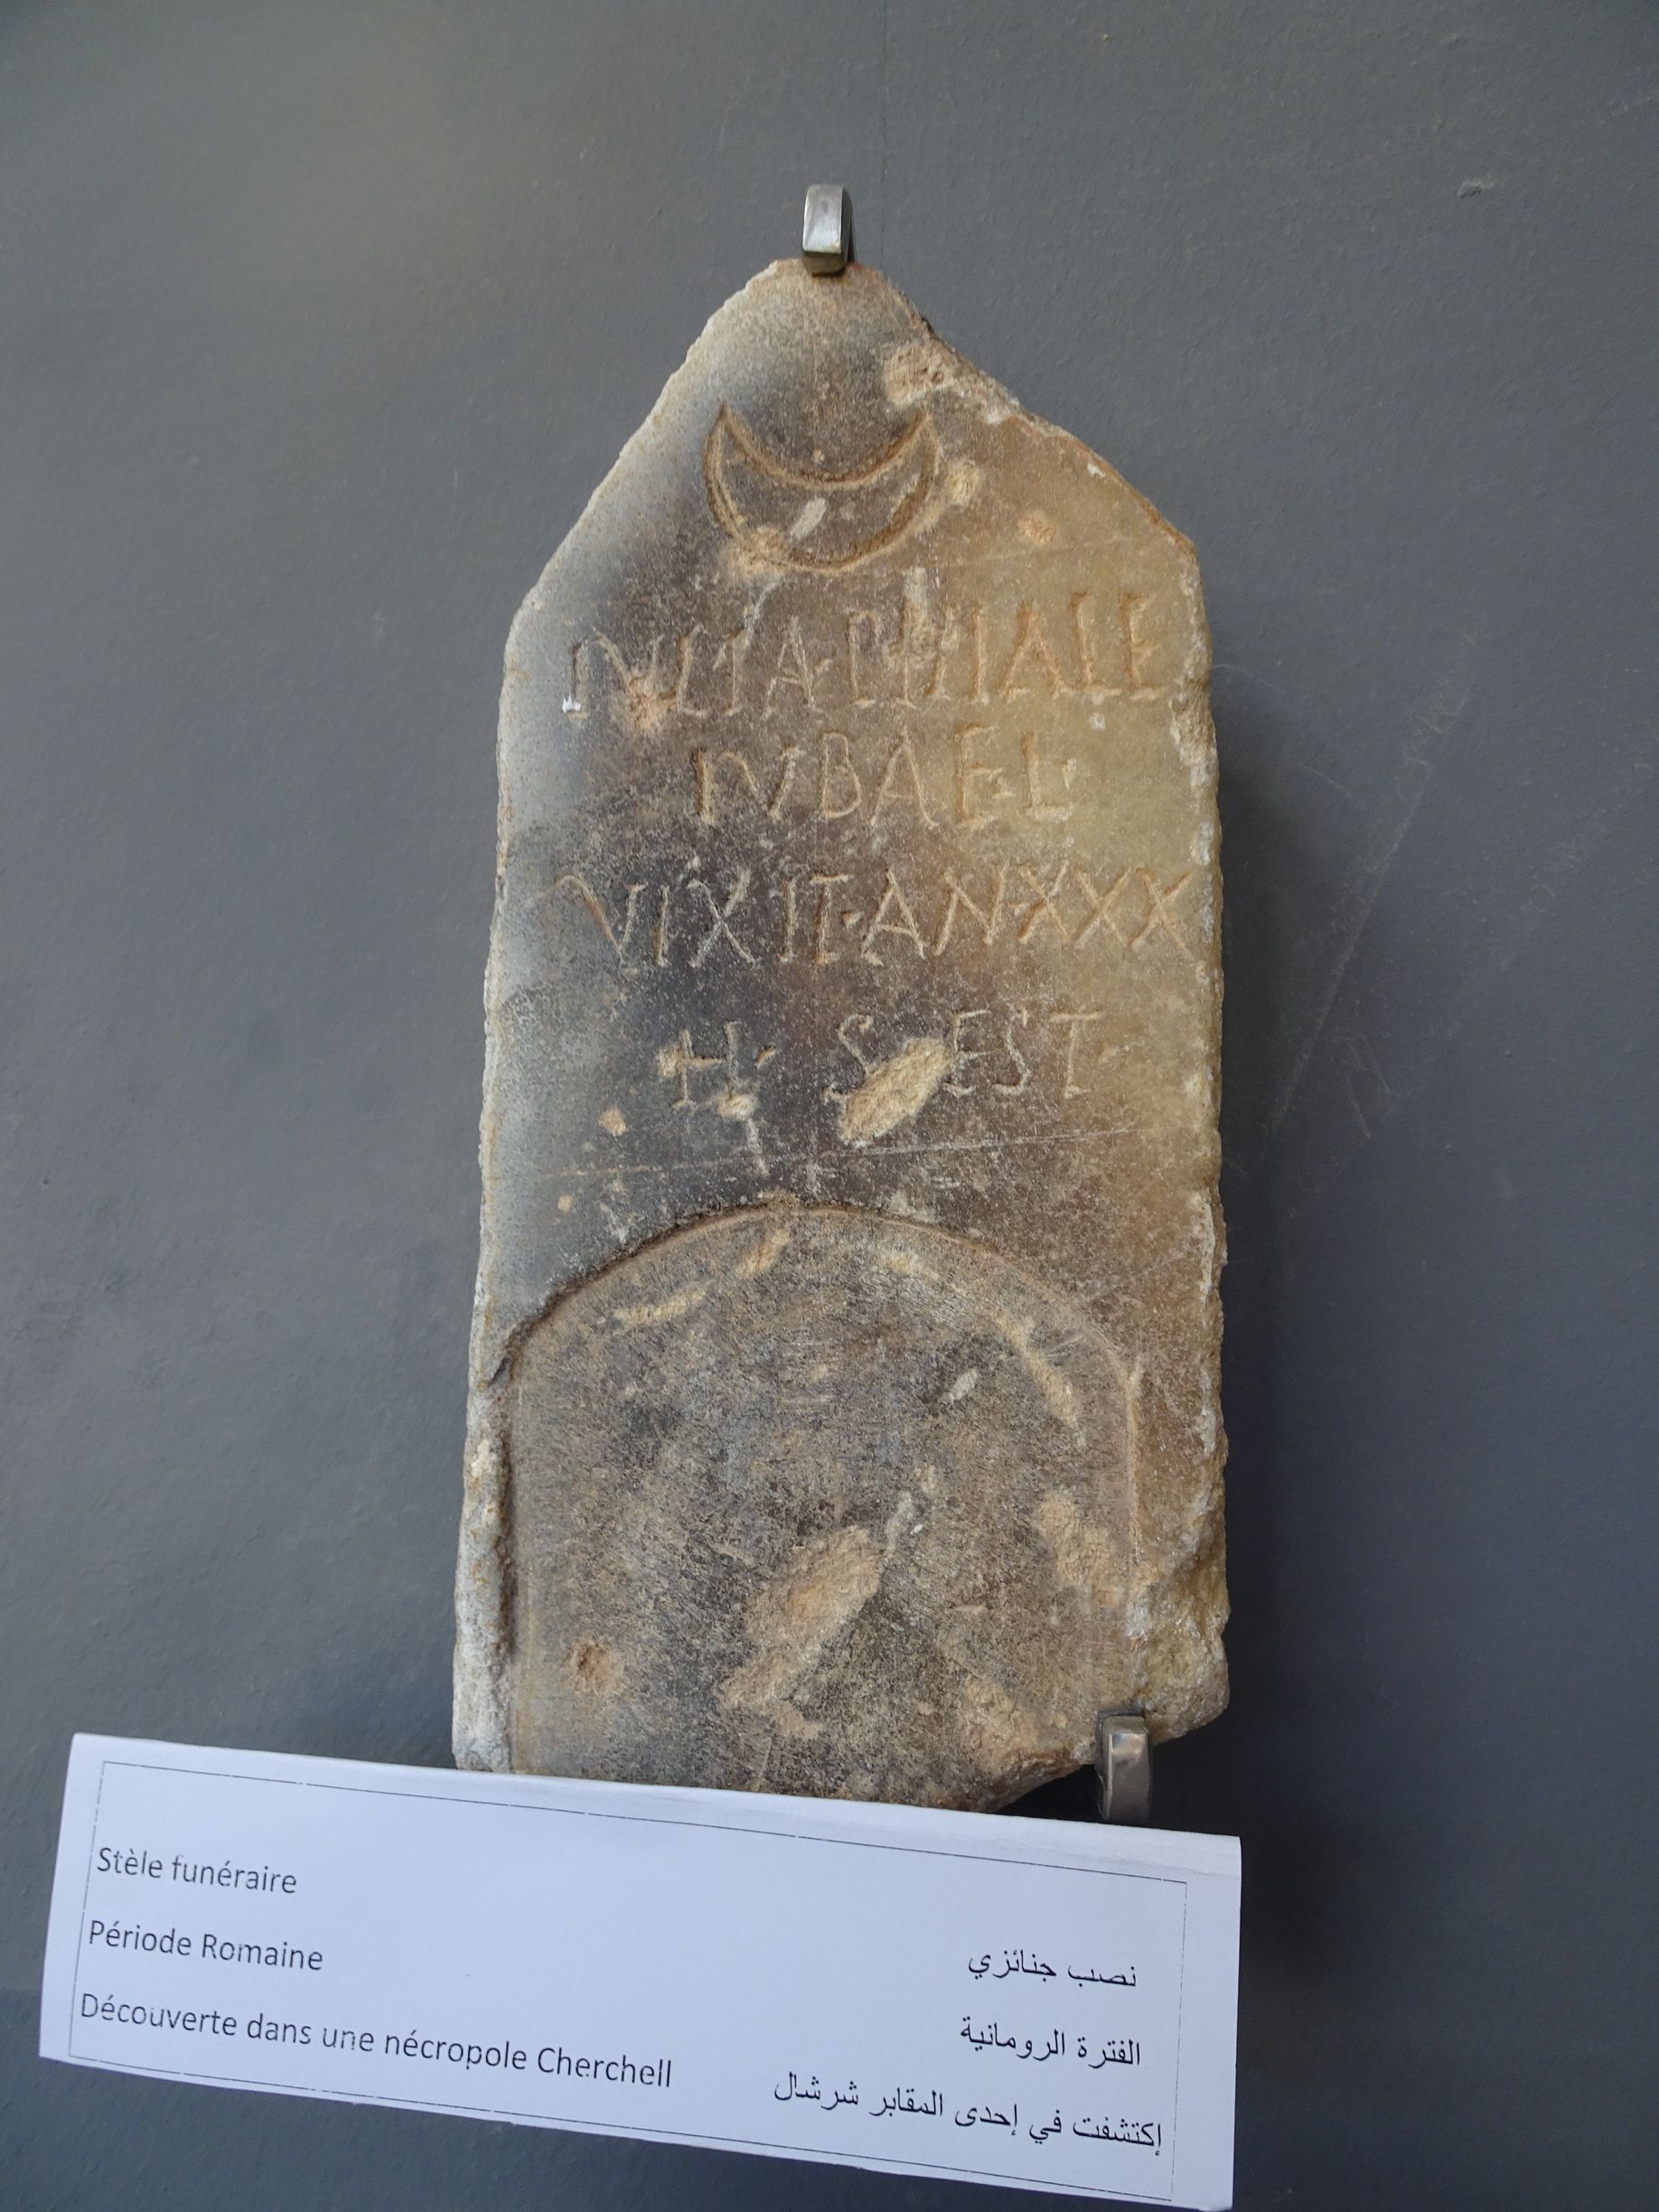 IVLIA·PHIALE
IVBAE·L·
VIXIT·AN·XXX
H· S EST
Stèle funéraire
Période Romaine
Découverte dans une nécropole Cherchell
نصب جنائزي
الفترة الرومانية
إكتشفت في إحدى المقابر شرشال